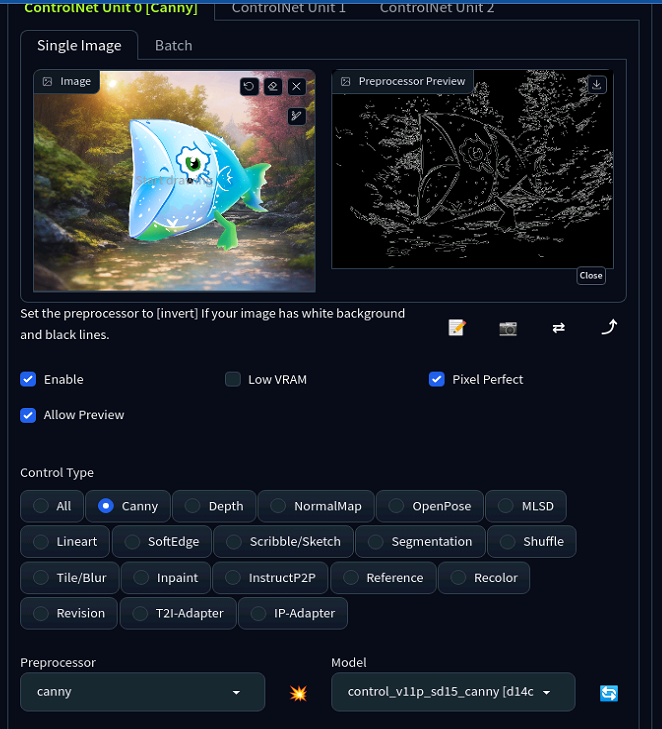 ControlNet Unit 0 [Canny]
ControlNet Unit 1
ControlNet Unit 2
Single Image
Batch
Image
Preprocessor Preview
Start drawing
Close
Set the preprocessor to [invert] If your image has white background
and black lines.
Enable
Low VRAM
Pixel Perfect
Allow Preview
Control Type
All
Canny
Depth
NormalMap
OpenPose
MLSD
Lineart
SoftEdge
Scribble/Sketch
Segmentation
Shuffle
Tile/Blur
Inpaint
InstructP2P
Reference
Recolor
Revision
T2I-Adapter
IP-Adapter
Preprocessor
Model
canny
control_v11p_sd15_canny [d14c